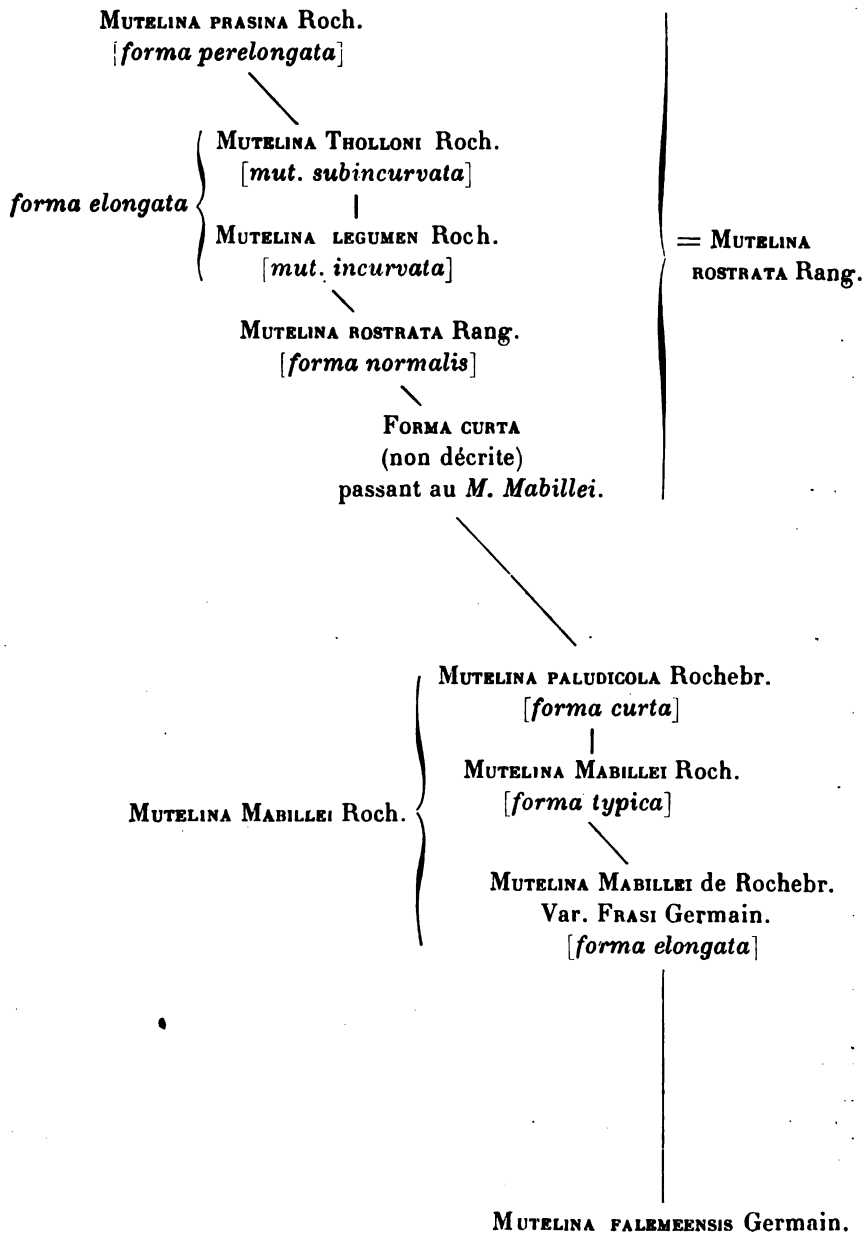 MUTELINA PRASINA Roch.
[forma perelongata]
MUTELINA THOLLONI Roch.
[mut. subincurvata]
forma elongata
MUTELINA LEGUMEN Roch.
[mut. incurvata]
= MUTELINA
ROSTRATA Rang.
MUTELINA ROSTRATA Rang.
[forma normalis]
FORMA CURTA
(non décrite)
passant au M. Mabillei.
MUTELINA PALUDICOLA Rochebr.
[forma curta]
MUTELINA MABILLEI Roch.
[forma typica]
MUTELINA MABILLEI Roch.
MUTELINA MABILLEI de Rochebr.
Var. FRASI Germain.
[forma elongata]
MUTELINA FALEMEENSIS Germain.